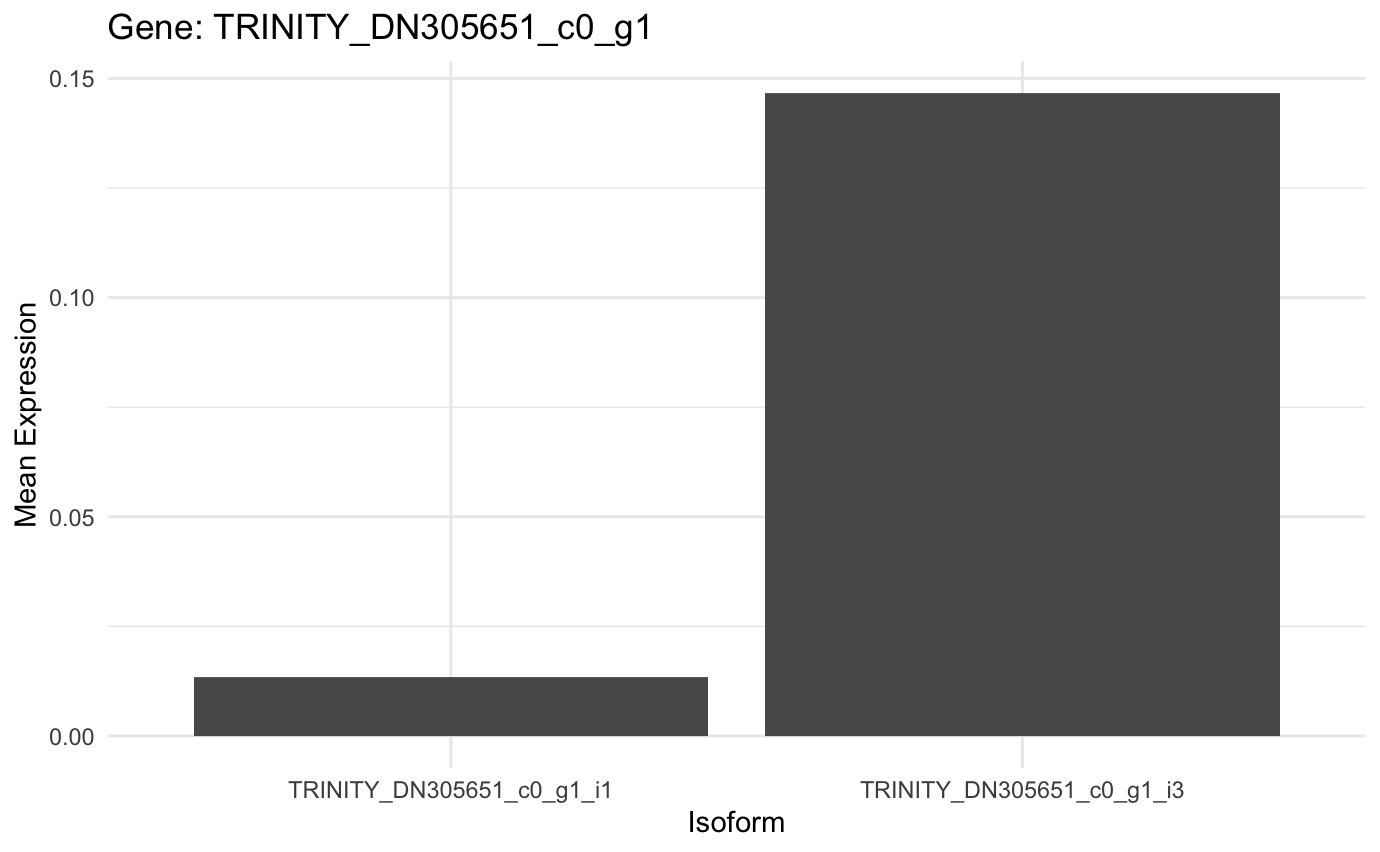 Gene: TRINITY_DN305651_c0_g1
0.15
0.10
0.05
0.00
Mean Expression
TRINITY_DN305651_c0_g1_i1
TRINITY_DN305651_c0_g1_i3
Isoform